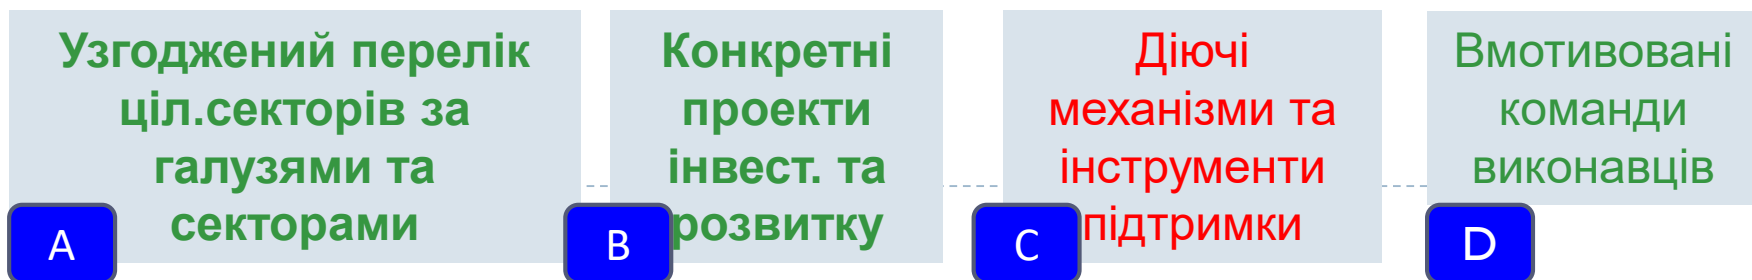 Узгоджений перелік
ціл.секторів за
галузями та
секторами
A
Конкретні
проекти
інвест. та
розвитку
B
Діючі
механізми та
інструменти
підтримки
C
Вмотивовані
команди
виконавців
D